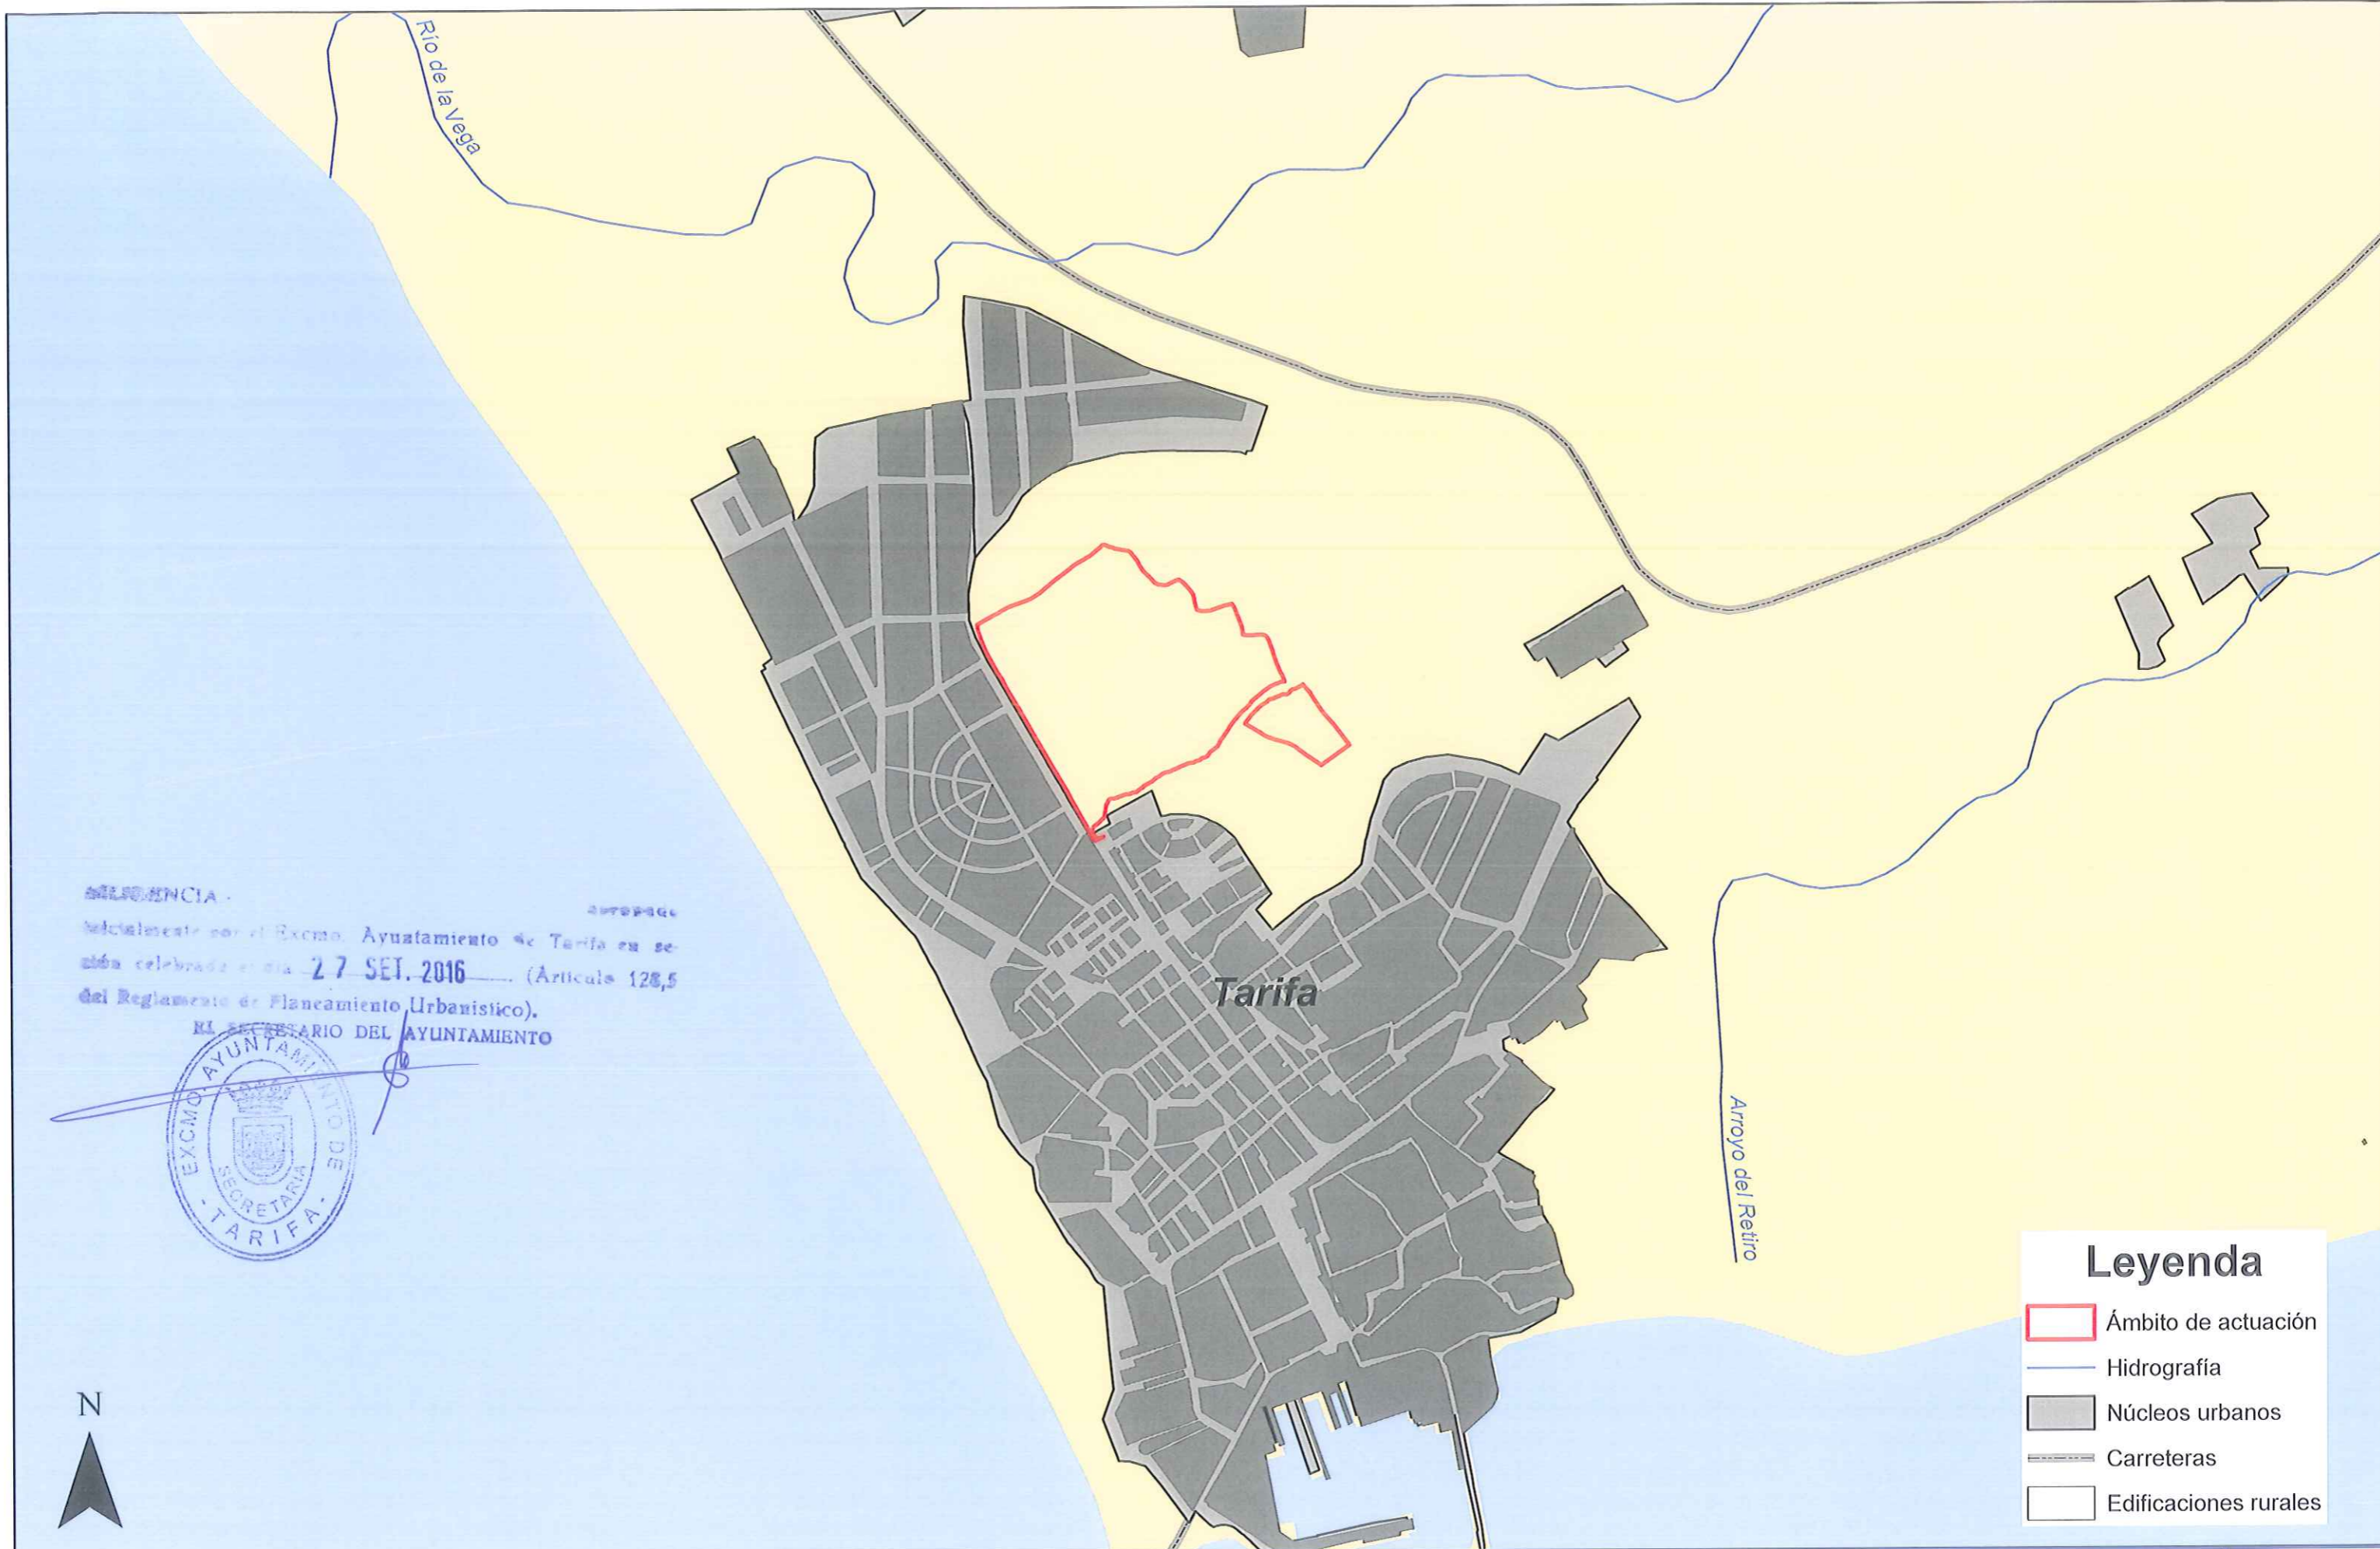 Río de la Vega
Tarifa
Arroyo del Retiro
Excmo. Ayuntamiento de Tarifa en se-
27 SET. 2016 (Artículo 128,5
del Reglamento de Planeamiento Urbanístico).
EL SECRETARIO DEL AYUNTAMIENTO
EXCMO. AYUNTAMIENTO DE
- TARIFA -
SECRETARIA
N
Leyenda
Ámbito de actuación
Hidrografía
Núcleos urbanos
Carreteras
Edificaciones rurales